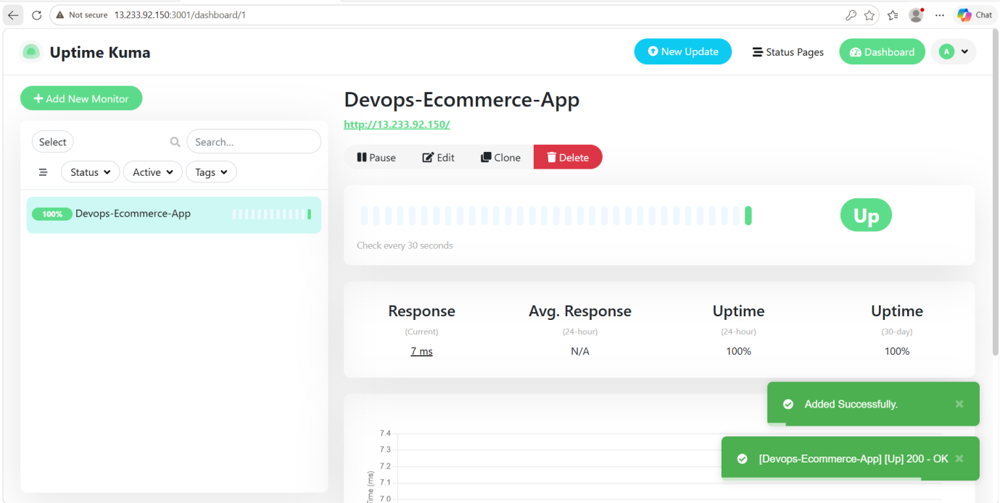 Not secure 13.233.92.150:3001/dashboard/1 Chat
Uptime Kuma New Update Status Pages Dashboard A
+ Add New Monitor
Select Search...
Status Active Tags
100% Devops-Ecommerce-App
Devops-Ecommerce-App
http://13.233.92.150/
Pause Edit Clone Delete
Up
Check every 30 seconds
Response Avg. Response Uptime Uptime
(Current) (24-hour) (24-hour) (30-day)
7 ms N/A 100% 100%
Added Successfully.
[Devops-Ecommerce-App] [Up] 200 - OK
7.4
7.3
7.2
7.1
7.0
Time (ms)